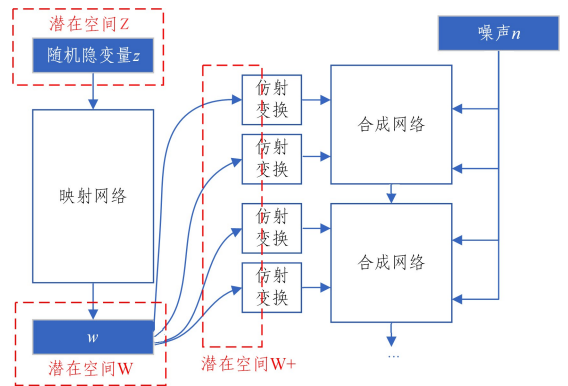 潜在空间Z
随机隐变量z
映射网络
w
潜在空间W
仿射
变换
仿射
变换
仿射
变换
仿射
变换
潜在空间W+
合成网络
合成网络
...
噪声n